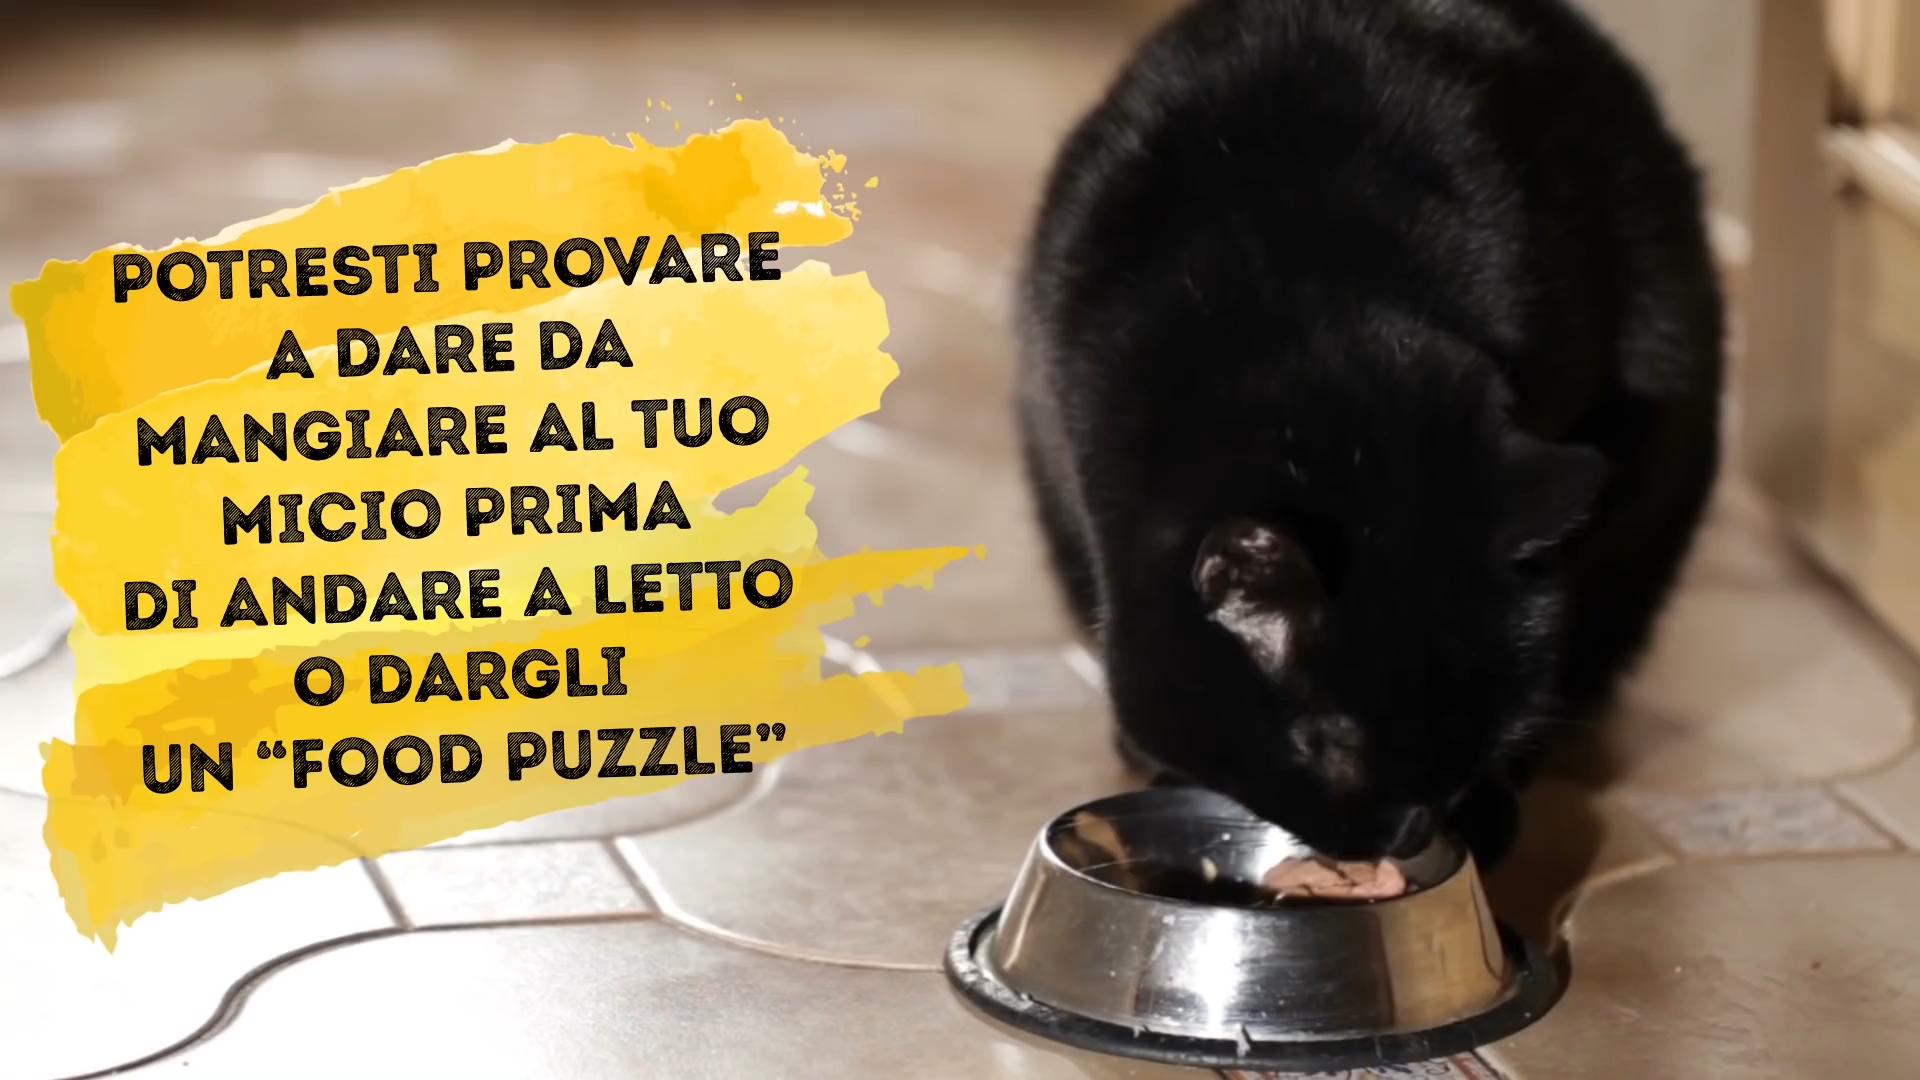 POTRESTI PROVARE
A DARE DA
MANGIARE AL TUO
MICIO PRIMA
DI ANDARE A LETTO
O DARGLI
UN “FOOD PUZZLE”